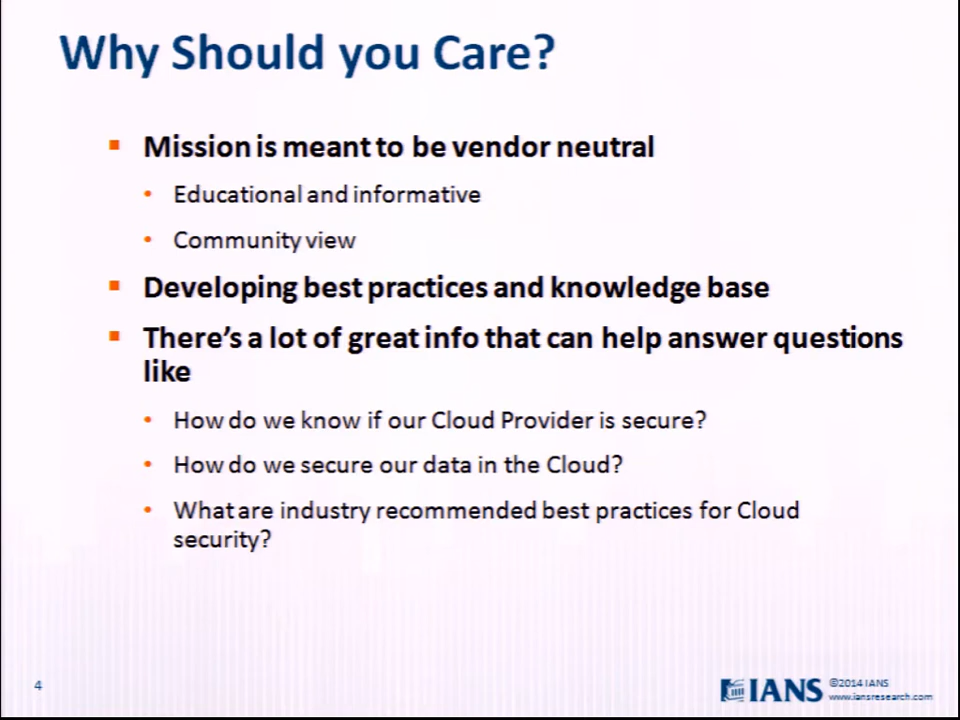 Why Should you Care?
Mission is meant to be vendor neutral
Educational and informative
Community view
Developing best practices and knowledge base
There's a lot of great info that can help answer questions
like
How do we know if our Cloud Provider is secure?
How do we secure our data in the Cloud?
What are industry recommended best practices for Cloud
security?
4
IANS
©2014 IANS
www.iansresearch.com